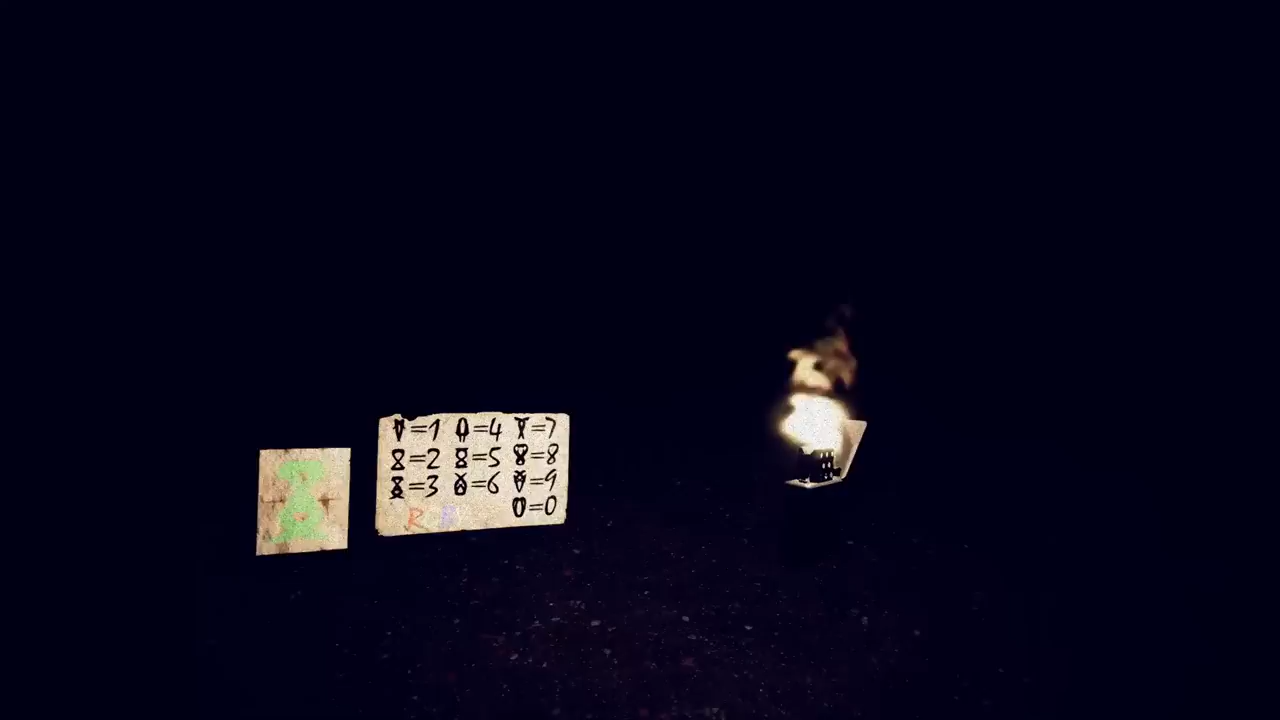 =1 =4 =7
=2 =5 =8
=3 =6 =9
R =0